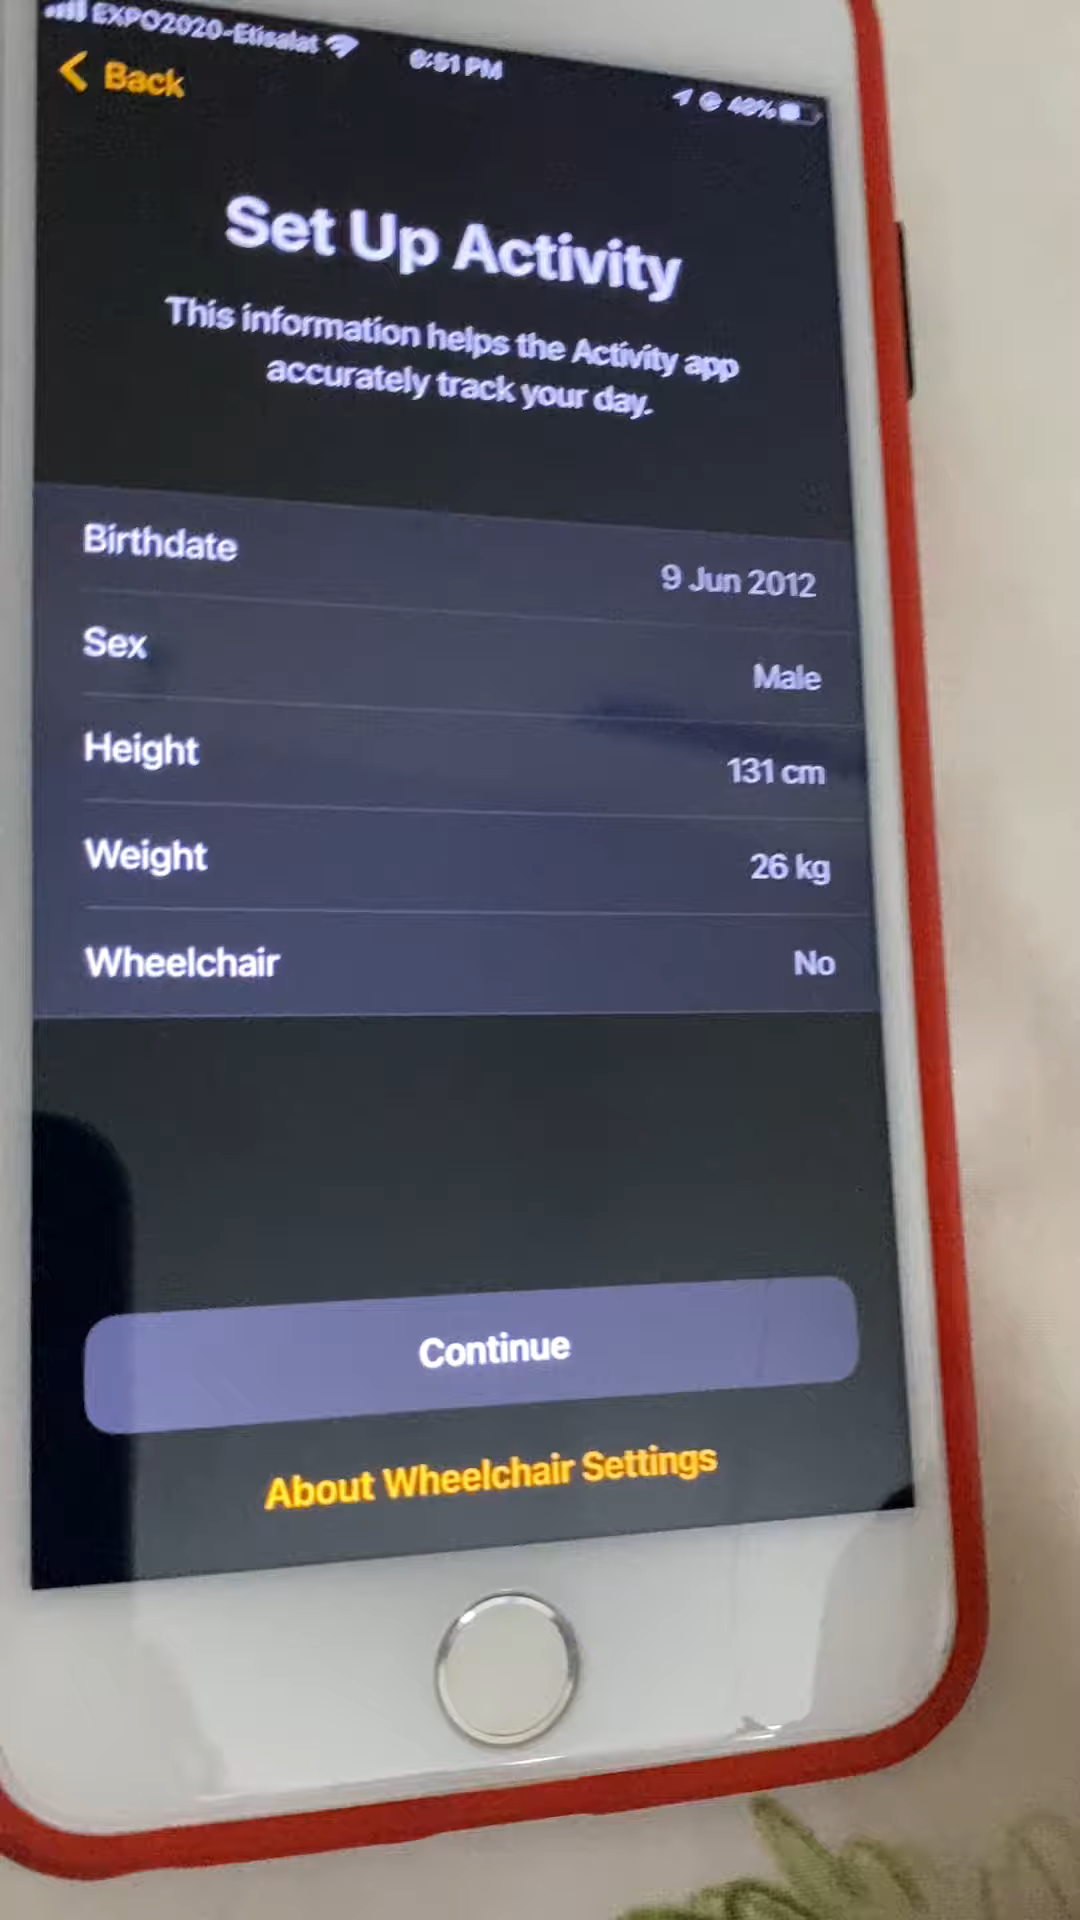 EXPO2020-Etisalat
6:51 PM
Back
Set Up Activity
This information helps the Activity app
accurately track your day.
Birthdate
9 Jun 2012
Sex
Male
Height
131 cm
Weight
26 kg
Wheelchair
No
Continue
About Wheelchair Settings